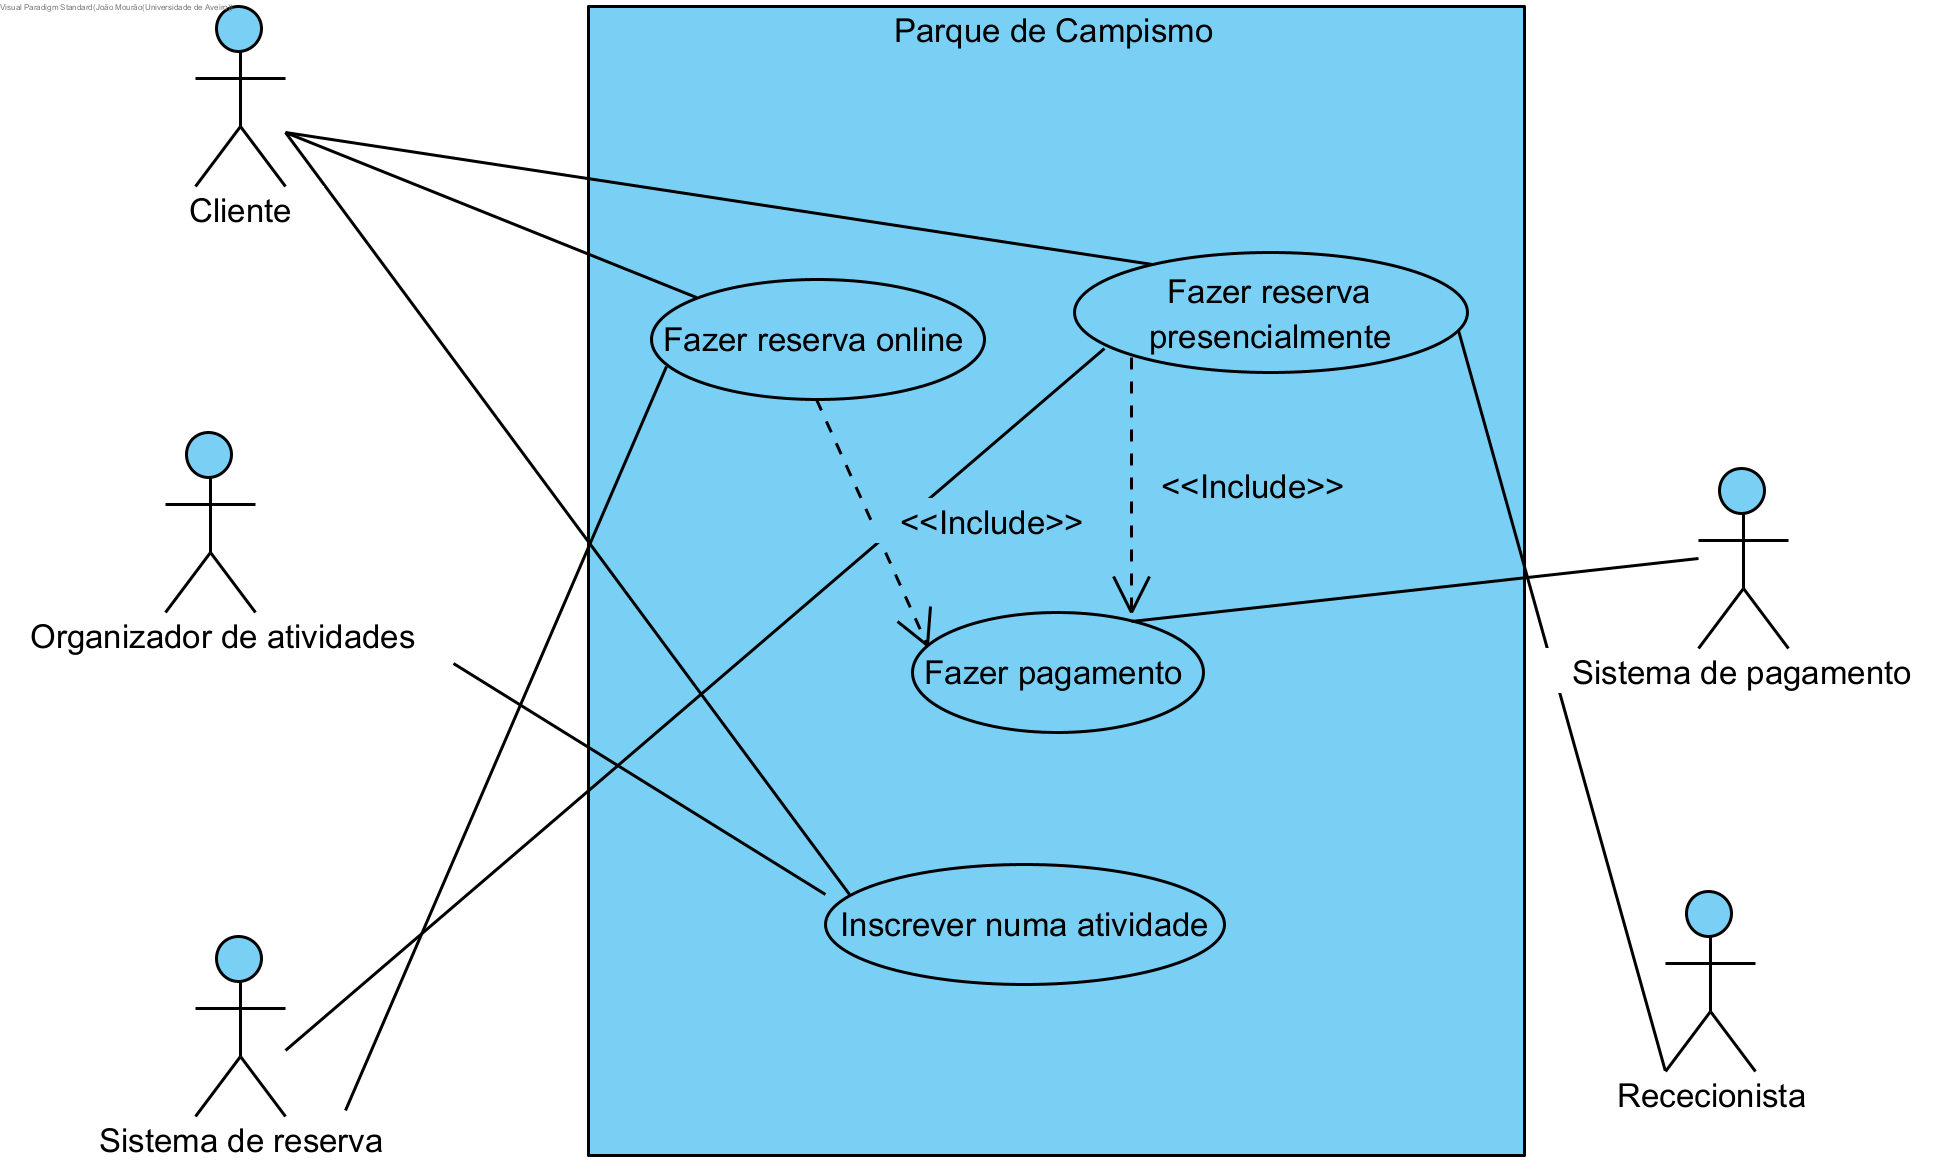 Visual Paradigm Standard(João Mourão(Universidade de Aveiro))
Parque de Campismo
Cliente
Fazer reserva
presencialmente
Fazer reserva online
<<Include>>
<<Include>>
Organizador de atividades
Fazer pagamento
Sistema de pagamento
Inscrever numa atividade
Rececionista
Sistema de reserva